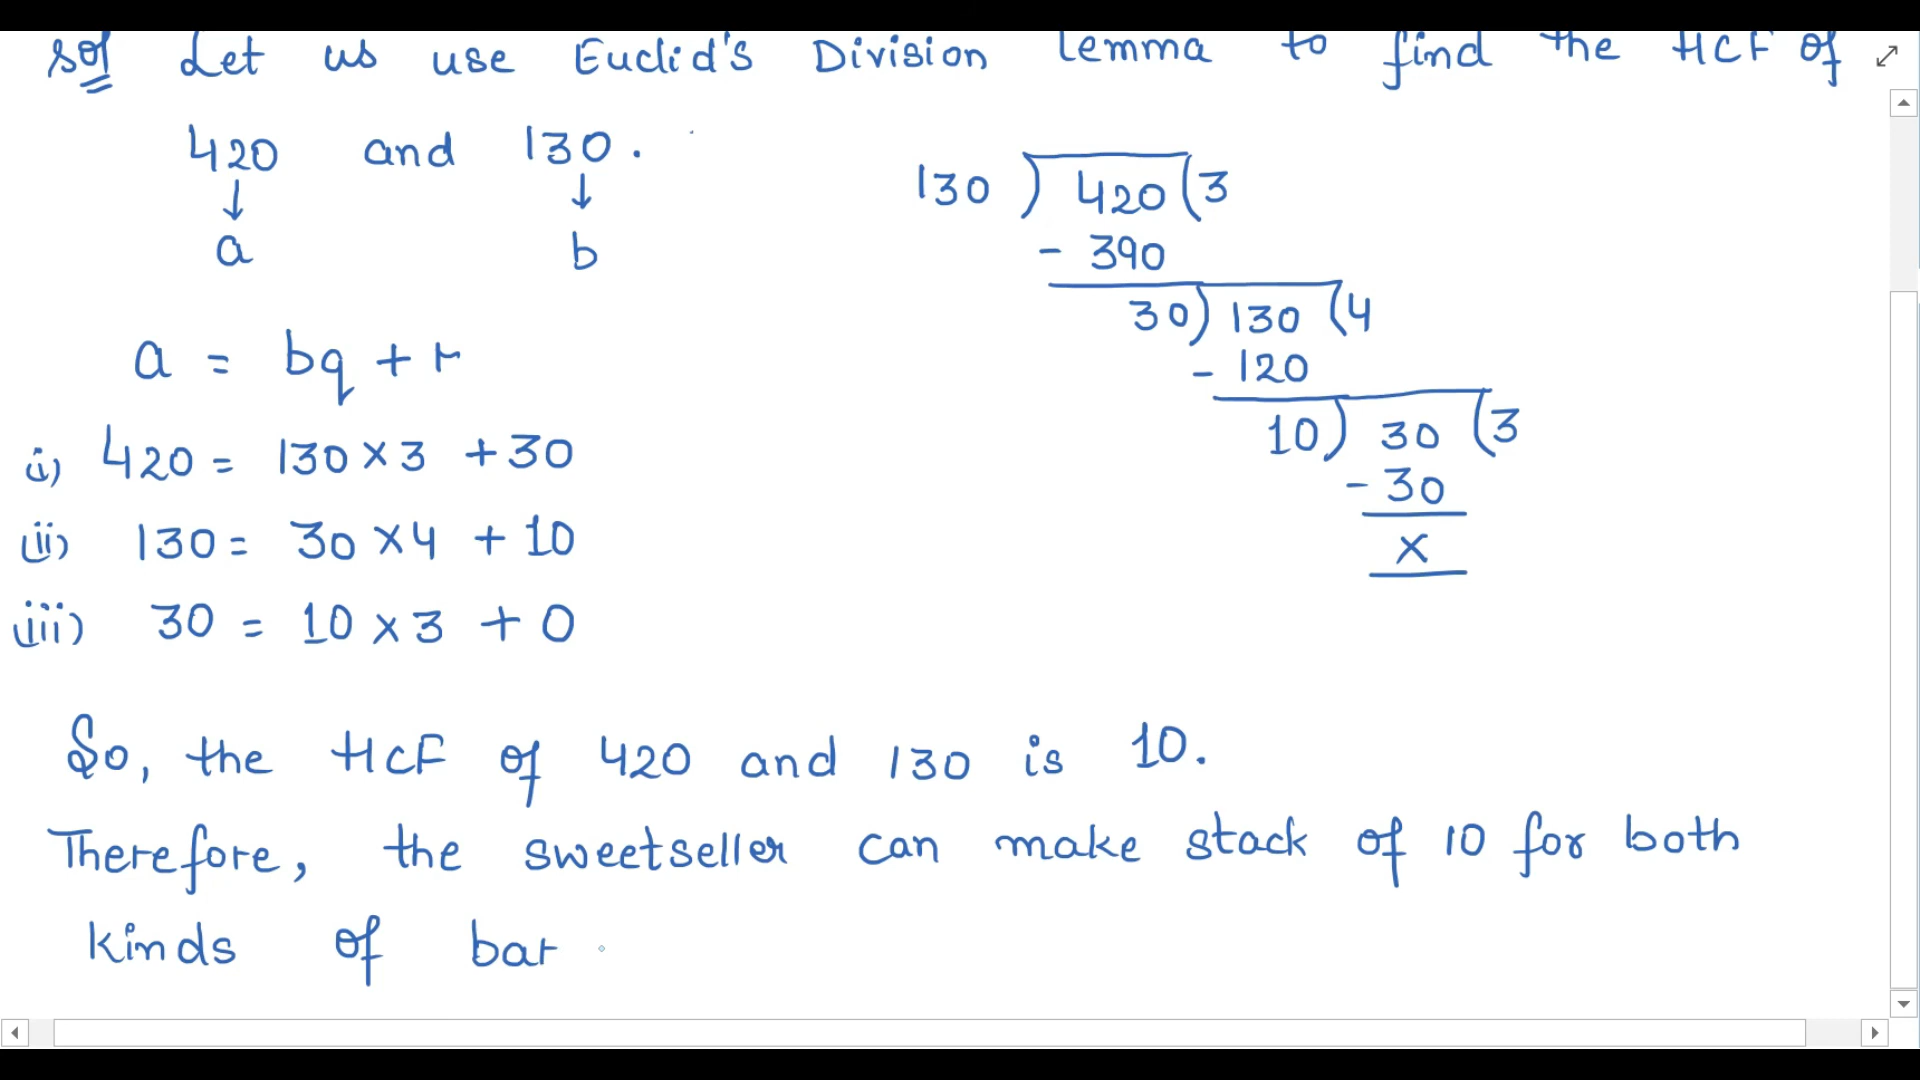 sol Let us use Euclid's Division lemma to find the HCF of
420 and 130.
↓ ↓
a b
a = bq + r
i) 420 = 130 × 3 + 30
ii) 130 = 30 × 4 + 10
iii) 30 = 10 × 3 + 0
130 ) 420 ( 3
- 390
30 ) 130 ( 4
- 120
10 ) 30 ( 3
- 30
x
So, the HCF of 420 and 130 is 10.
Therefore, the sweetseller can make stack of 10 for both
kinds of bar